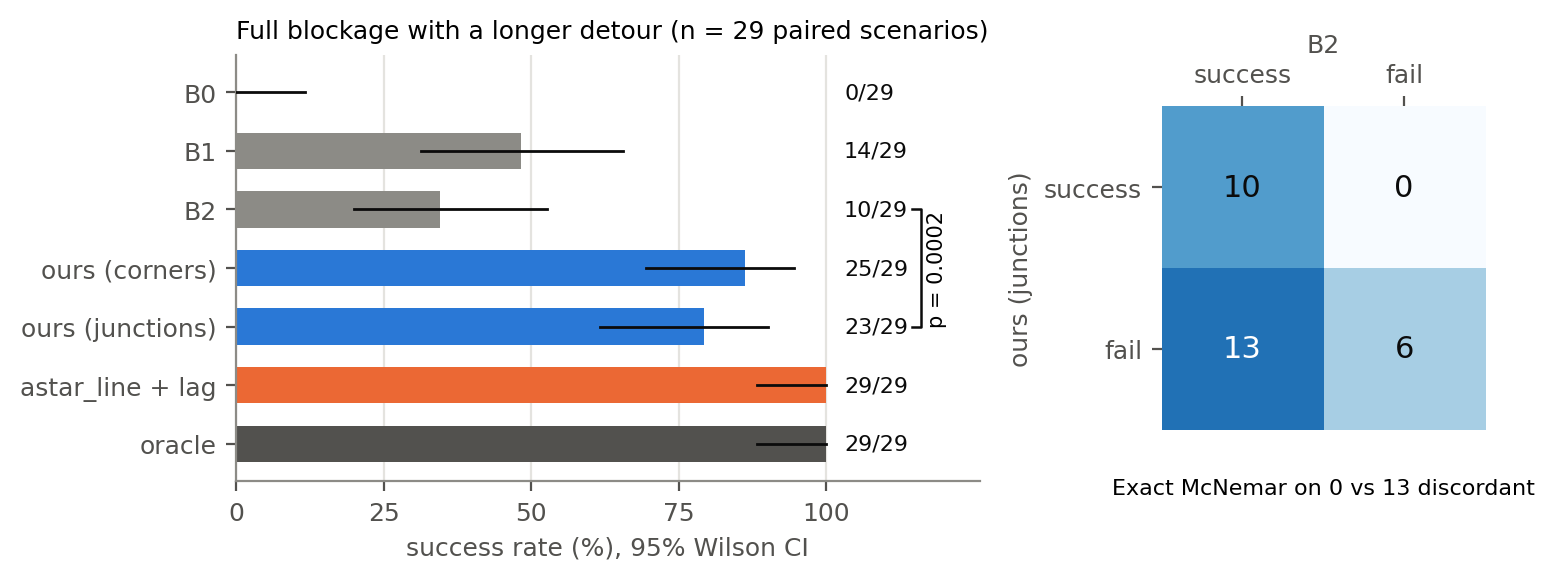 Full blockage with a longer detour (n = 29 paired scenarios)
B0
0/29
B1
14/29
B2
10/29
ours (corners)
25/29
ours (junctions)
23/29
astar_line + lag
29/29
oracle
29/29
p = 0.0002
0 25 50 75 100
success rate (%), 95% Wilson CI
B2
success fail
ours (junctions)
success
10 0
fail
13 6
Exact McNemar on 0 vs 13 discordant